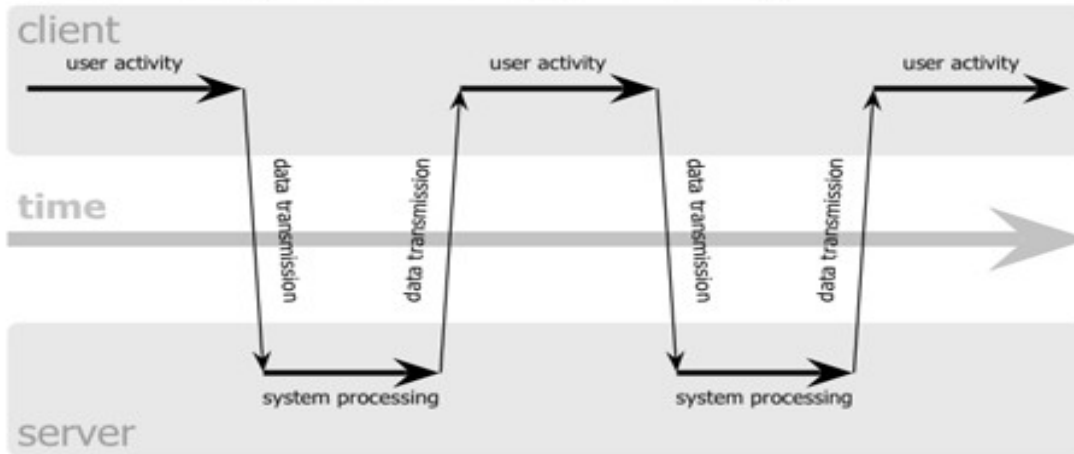 client
user activity
user activity
user activity
data transmission
data transmission
data transmission
data transmission
time
system processing
system processing
server